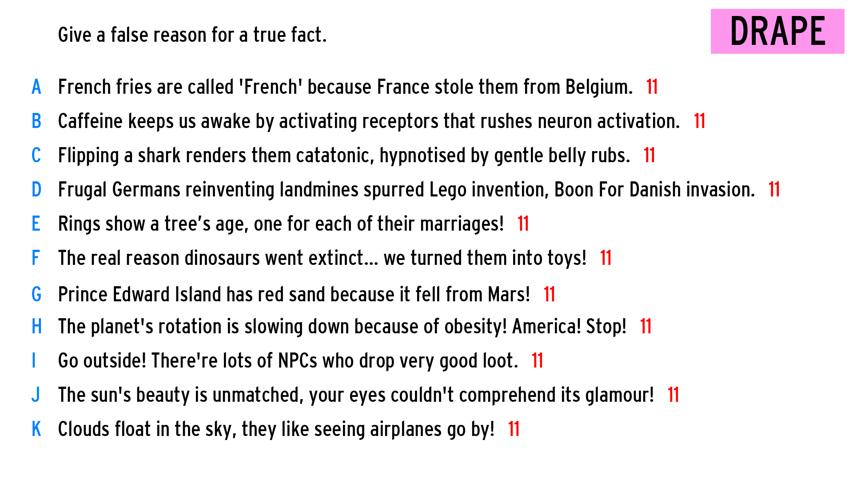 Give a false reason for a true fact.
DRAPE
A French fries are called 'French' because France stole them from Belgium. 11
B Caffeine keeps us awake by activating receptors that rushes neuron activation. 11
C Flipping a shark renders them catatonic, hypnotised by gentle belly rubs. 11
D Frugal Germans reinventing landmines spurred Lego invention, Boon For Danish invasion. 11
E Rings show a tree’s age, one for each of their marriages! 11
F The real reason dinosaurs went extinct... we turned them into toys! 11
G Prince Edward Island has red sand because it fell from Mars! 11
H The planet's rotation is slowing down because of obesity! America! Stop! 11
I Go outside! There're lots of NPCs who drop very good loot. 11
J The sun's beauty is unmatched, your eyes couldn't comprehend its glamour! 11
K Clouds float in the sky, they like seeing airplanes go by! 11